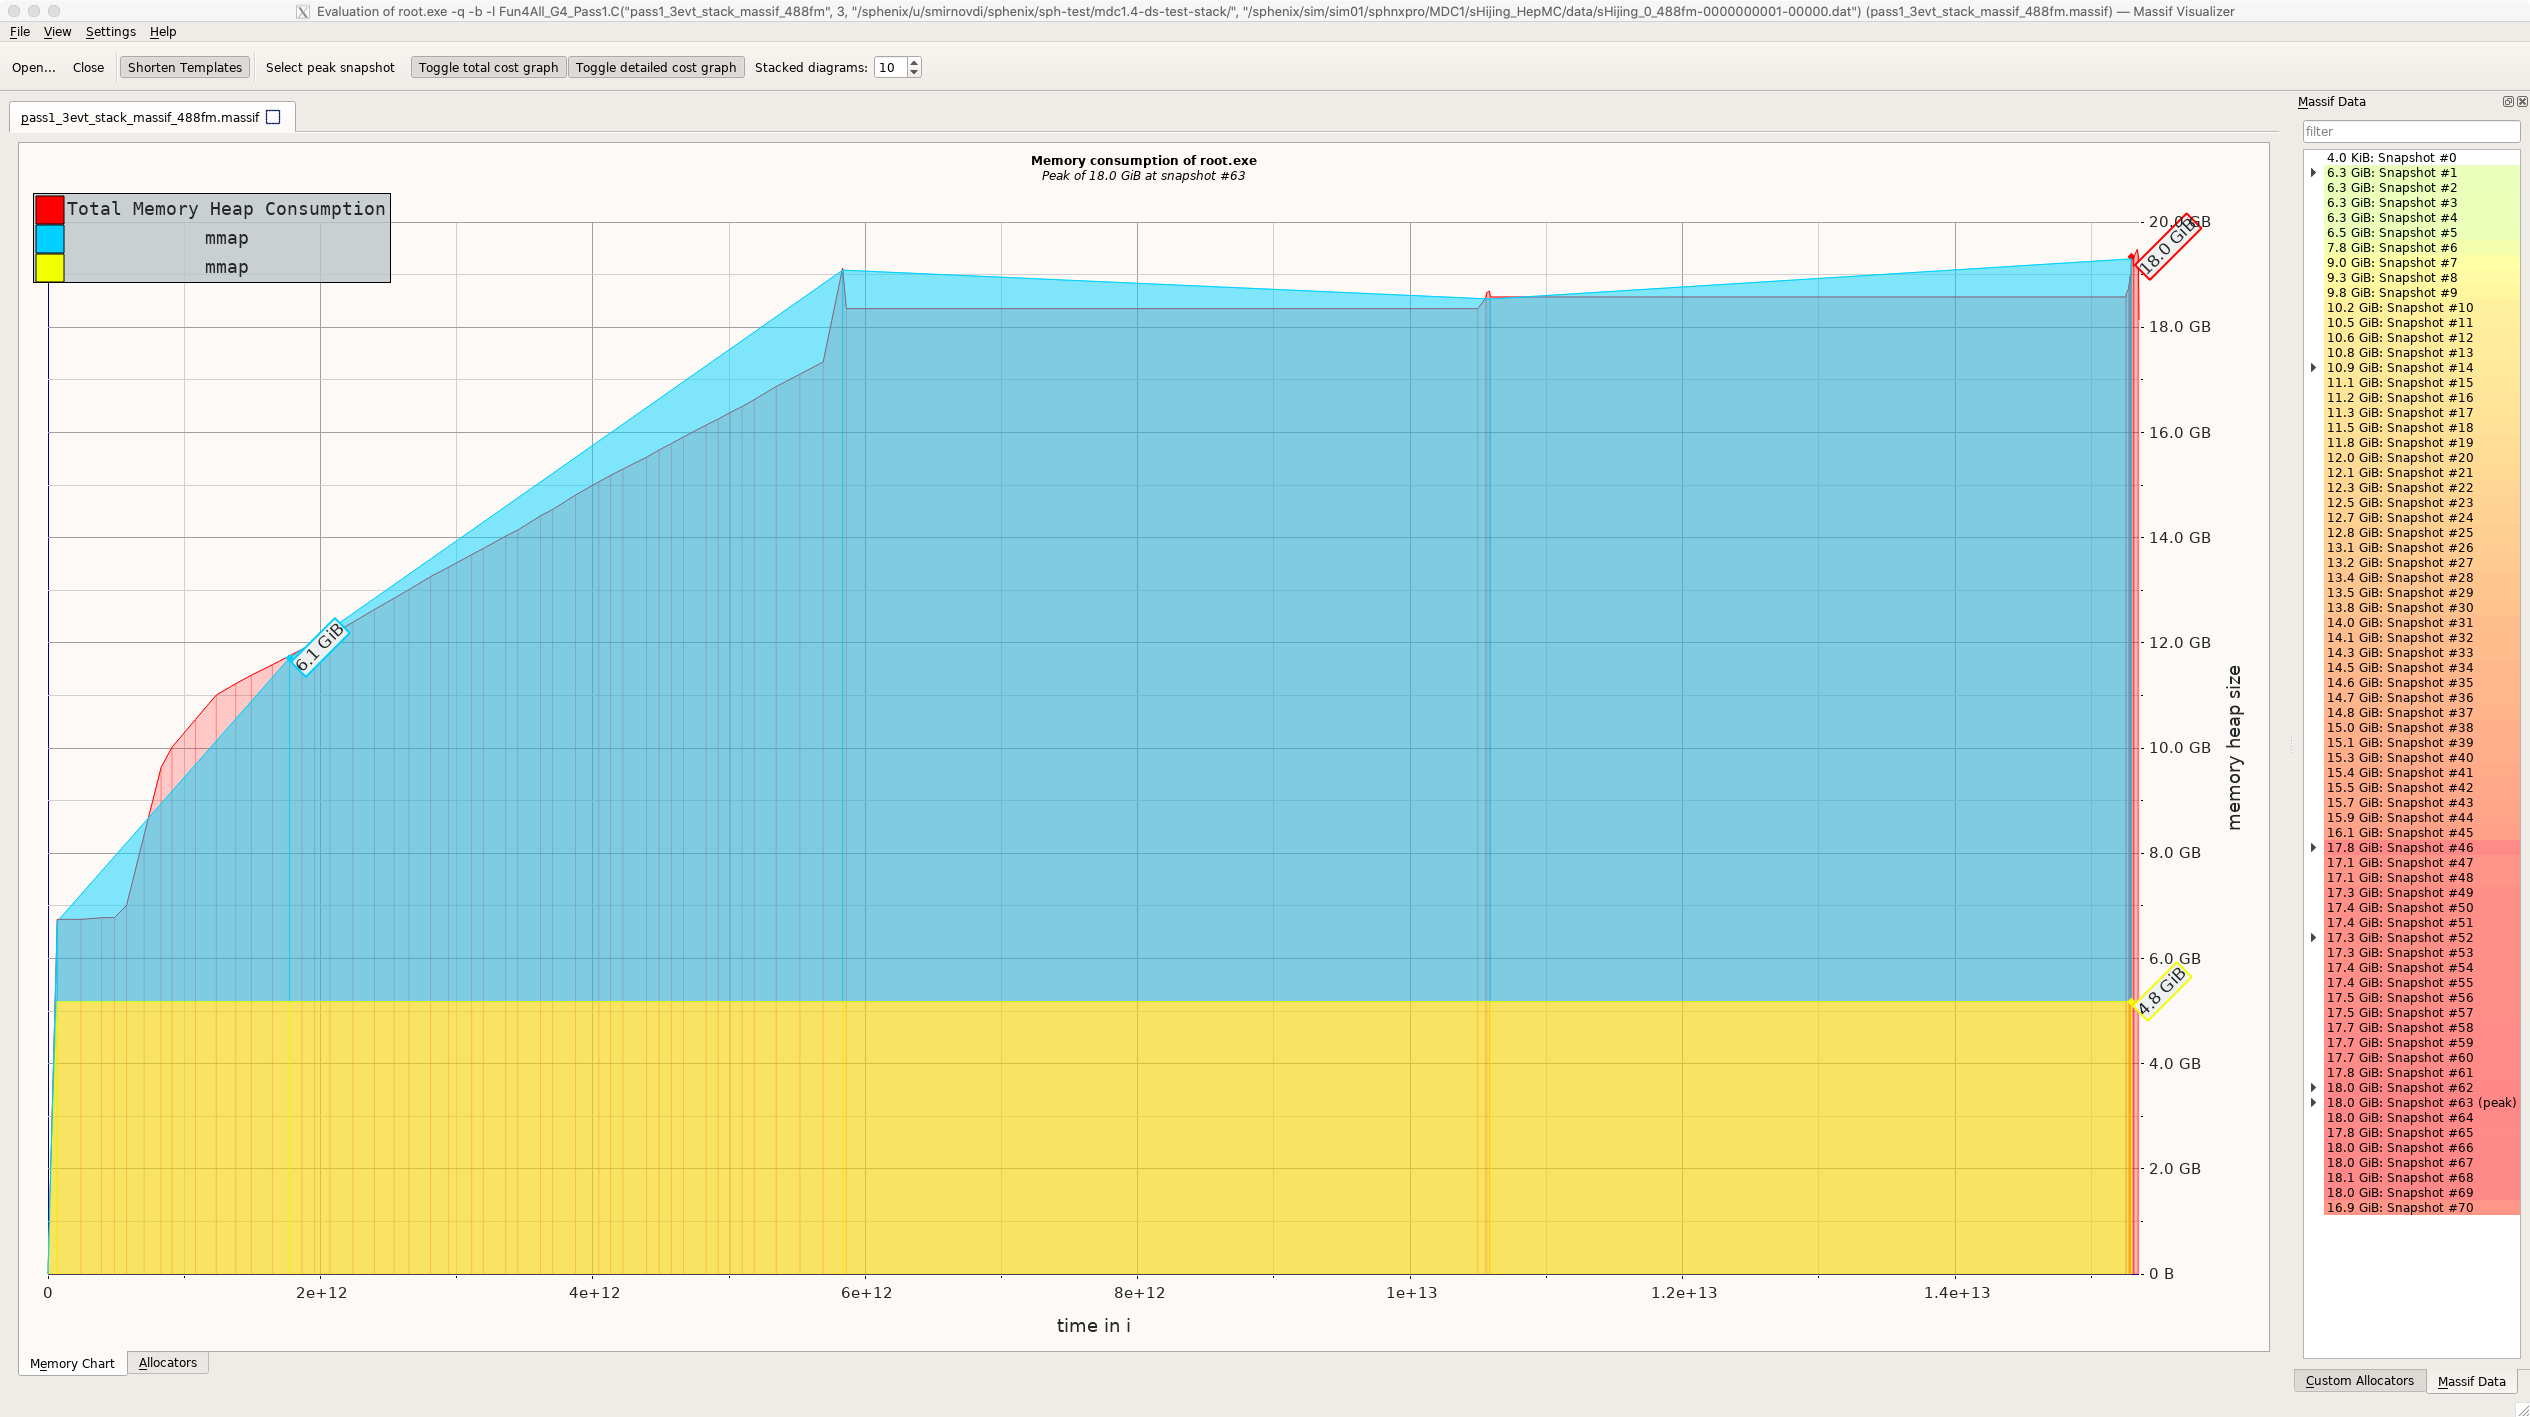 Evaluation of root.exe -q -b -l Fun4All_G4_Pass1.C("pass1_3evt_stack_massif_488fm", 3, "/sphenix/u/smirnovdi/sphenix/sph-test/mdc1.4-ds-test-stack/", "/sphenix/sim/sim01/sphnxpro/MDC1/sHijing_HepMC/data/sHijing_0_488fm-0000000001-00000.dat") (pass1_3evt_stack_massif_488fm.massif) — Massif Visualizer
File View Settings Help
Open... Close Shorten Templates Select peak snapshot Toggle total cost graph Toggle detailed cost graph Stacked diagrams: 10
pass1_3evt_stack_massif_488fm.massif
Memory consumption of root.exe
Peak of 18.0 GiB at snapshot #63
Total Memory Heap Consumption
mmap
mmap
18.0 GiB
6.1 GiB
4.8 GiB
20.0 GB
18.0 GB
16.0 GB
14.0 GB
12.0 GB
10.0 GB
8.0 GB
6.0 GB
4.0 GB
2.0 GB
0 B
memory heap size
0 2e+12 4e+12 6e+12 8e+12 1e+13 1.2e+13 1.4e+13
time in i
Memory Chart Allocators
Massif Data
filter
4.0 KiB: Snapshot #0
6.3 GiB: Snapshot #1
6.3 GiB: Snapshot #2
6.3 GiB: Snapshot #3
6.3 GiB: Snapshot #4
6.5 GiB: Snapshot #5
7.8 GiB: Snapshot #6
9.0 GiB: Snapshot #7
9.3 GiB: Snapshot #8
9.8 GiB: Snapshot #9
10.2 GiB: Snapshot #10
10.5 GiB: Snapshot #11
10.6 GiB: Snapshot #12
10.8 GiB: Snapshot #13
10.9 GiB: Snapshot #14
11.1 GiB: Snapshot #15
11.2 GiB: Snapshot #16
11.3 GiB: Snapshot #17
11.5 GiB: Snapshot #18
11.8 GiB: Snapshot #19
12.0 GiB: Snapshot #20
12.1 GiB: Snapshot #21
12.3 GiB: Snapshot #22
12.5 GiB: Snapshot #23
12.7 GiB: Snapshot #24
12.8 GiB: Snapshot #25
13.1 GiB: Snapshot #26
13.2 GiB: Snapshot #27
13.4 GiB: Snapshot #28
13.5 GiB: Snapshot #29
13.8 GiB: Snapshot #30
14.0 GiB: Snapshot #31
14.1 GiB: Snapshot #32
14.3 GiB: Snapshot #33
14.5 GiB: Snapshot #34
14.6 GiB: Snapshot #35
14.7 GiB: Snapshot #36
14.8 GiB: Snapshot #37
15.0 GiB: Snapshot #38
15.1 GiB: Snapshot #39
15.3 GiB: Snapshot #40
15.4 GiB: Snapshot #41
15.5 GiB: Snapshot #42
15.7 GiB: Snapshot #43
15.9 GiB: Snapshot #44
16.1 GiB: Snapshot #45
17.8 GiB: Snapshot #46
17.1 GiB: Snapshot #47
17.1 GiB: Snapshot #48
17.3 GiB: Snapshot #49
17.4 GiB: Snapshot #50
17.4 GiB: Snapshot #51
17.3 GiB: Snapshot #52
17.3 GiB: Snapshot #53
17.4 GiB: Snapshot #54
17.4 GiB: Snapshot #55
17.5 GiB: Snapshot #56
17.5 GiB: Snapshot #57
17.7 GiB: Snapshot #58
17.7 GiB: Snapshot #59
17.7 GiB: Snapshot #60
17.8 GiB: Snapshot #61
18.0 GiB: Snapshot #62
18.0 GiB: Snapshot #63 (peak)
18.0 GiB: Snapshot #64
17.8 GiB: Snapshot #65
18.0 GiB: Snapshot #66
18.0 GiB: Snapshot #67
18.1 GiB: Snapshot #68
18.0 GiB: Snapshot #69
16.9 GiB: Snapshot #70
Custom Allocators Massif Data